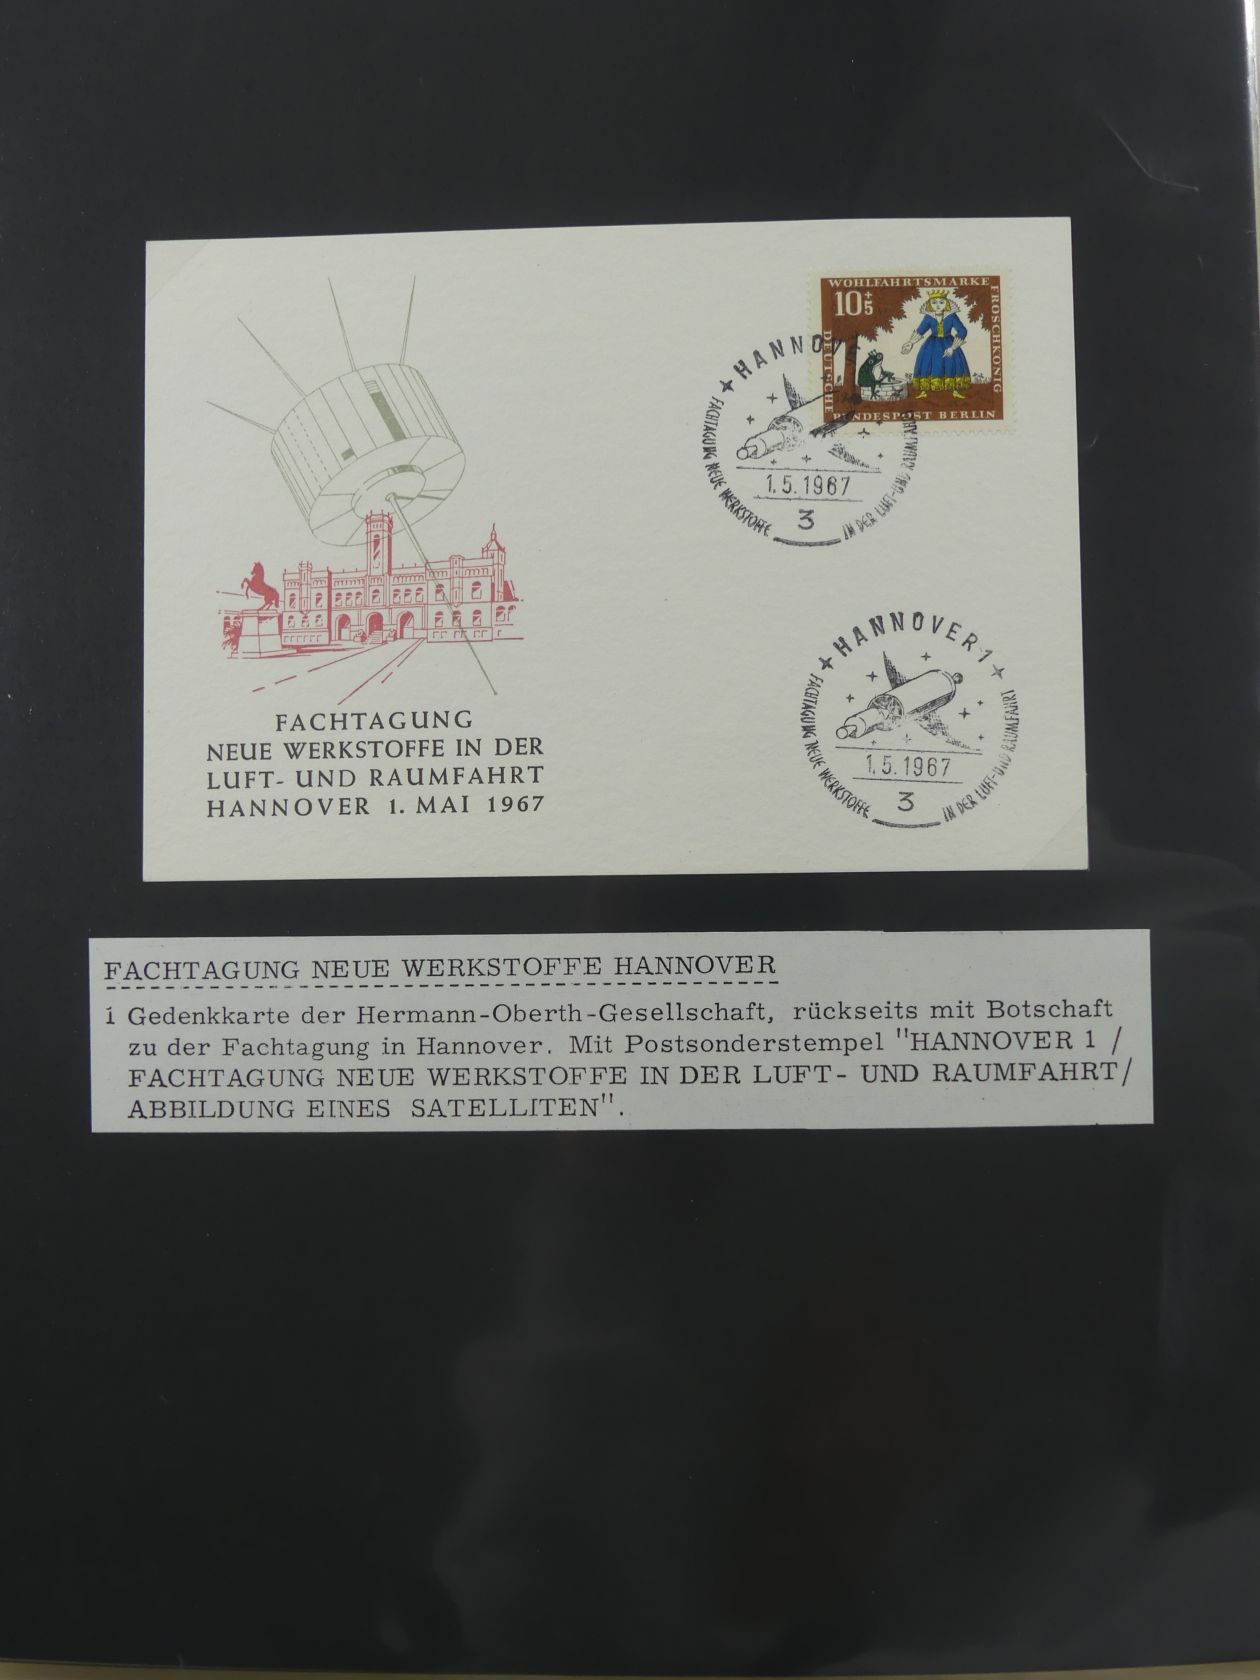 WOHLFAHRTSMARKE
FROSCHKÖNIG
10+5
DEUTSCHE
BUNDESPOST BERLIN
HANNOVE
FACHTAGUNG NEUE WERKSTOFFE
IN DER LUFT- UND RAUMFAHRT
1.5.1967
3
HANNOVER 1
FACHTAGUNG NEUE WERKSTOFFE
IN DER LUFT- UND RAUMFAHRT
1.5.1967
3
FACHTAGUNG
NEUE WERKSTOFFE IN DER
LUFT- UND RAUMFAHRT
HANNOVER 1. MAI 1967
FACHTAGUNG NEUE WERKSTOFFE HANNOVER
1 Gedenkkarte der Hermann-Oberth-Gesellschaft, rückseits mit Botschaft
zu der Fachtagung in Hannover. Mit Postsonderstempel "HANNOVER 1 /
FACHTAGUNG NEUE WERKSTOFFE IN DER LUFT- UND RAUMFAHRT/
ABBILDUNG EINES SATELLITEN".